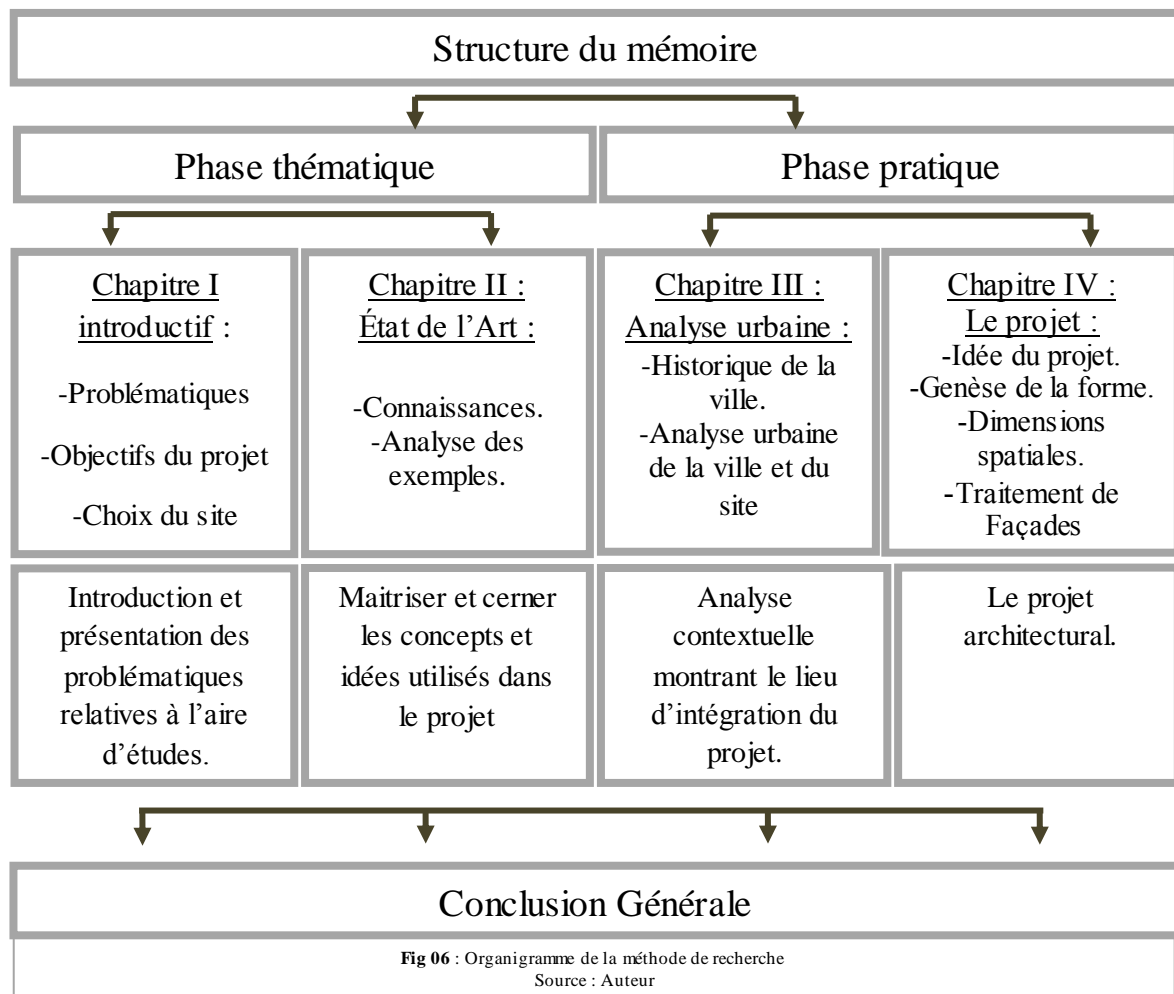 Structure du mémoire
Phase thématique
Phase pratique
Chapitre I
introductif :
-Problématiques
-Objectifs du projet
-Choix du site
Chapitre II :
État de l’Art :
-Connaissances.
-Analyse des
exemples.
Chapitre III :
Analyse urbaine :
-Historique de la
ville.
-Analyse urbaine
de la ville et du
site
Chapitre IV :
Le projet :
-Idée du projet.
-Genèse de la forme.
-Dimensions
spatiales.
-Traitement de
Façades
Introduction et
présentation des
problématiques
relatives à l’aire
d’études.
Maitriser et cerner
les concepts et
idées utilisés dans
le projet
Analyse
contextuelle
montrant le lieu
d’intégration du
projet.
Le projet
architectural.
Conclusion Générale
Fig 06 : Organigramme de la méthode de recherche
Source : Auteur